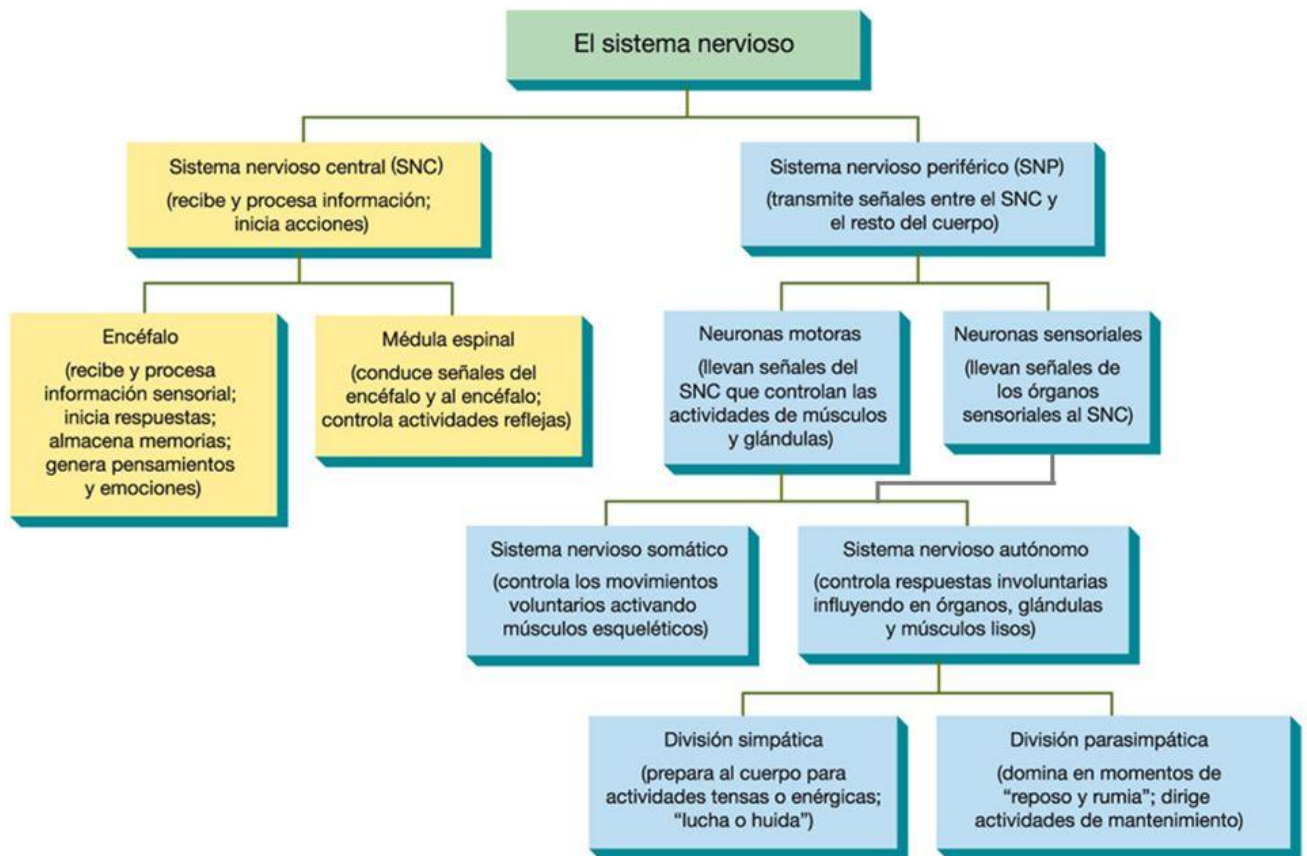 El sistema nervioso
Sistema nervioso central (SNC)
(recibe y procesa información;
inicia acciones)
Sistema nervioso periférico (SNP)
(transmite señales entre el SNC y
el resto del cuerpo)
Encéfalo
(recibe y procesa
información sensorial;
inicia respuestas;
almacena memorias;
genera pensamientos
y emociones)
Médula espinal
(conduce señales del
encéfalo y al encéfalo;
controla actividades reflejas)
Neuronas motoras
(llevan señales del
SNC que controlan las
actividades de músculos
y glándulas)
Neuronas sensoriales
(llevan señales de
los órganos
sensoriales al SNC)
Sistema nervioso somático
(controla los movimientos
voluntarios activando
músculos esqueléticos)
Sistema nervioso autónomo
(controla respuestas involuntarias
influyendo en órganos, glándulas
y músculos lisos)
División simpática
(prepara al cuerpo para
actividades tensas o enérgicas;
“lucha o huida”)
División parasimpática
(domina en momentos de
“reposo y rumia”; dirige
actividades de mantenimiento)